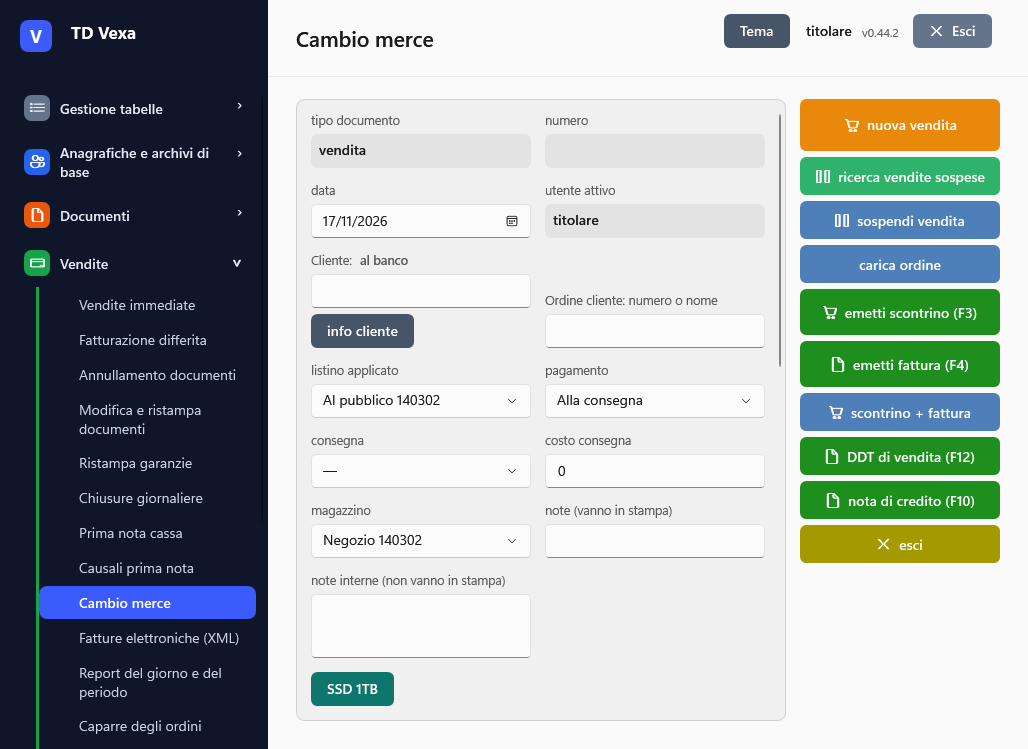 V
TD Vexa
Gestione tabelle
Anagrafiche e archivi di
base
Documenti
Vendite
Vendite immediate
Fatturazione differita
Annullamento documenti
Modifica e ristampa
documenti
Ristampa garanzie
Chiusure giornaliere
Prima nota cassa
Causali prima nota
Cambio merce
Fatture elettroniche (XML)
Report del giorno e del
periodo
Caparre degli ordini
Cambio merce
Tema
titolare v0.44.2
Esci
tipo documento
vendita
numero
data
17/11/2026
utente attivo
titolare
Cliente: al banco
info cliente
Ordine cliente: numero o nome
listino applicato
Al pubblico 140302
pagamento
Alla consegna
consegna
—
costo consegna
0
magazzino
Negozio 140302
note (vanno in stampa)
note interne (non vanno in stampa)
SSD 1TB
nuova vendita
ricerca vendite sospese
sospendi vendita
carica ordine
emetti scontrino (F3)
emetti fattura (F4)
scontrino + fattura
DDT di vendita (F12)
nota di credito (F10)
esci